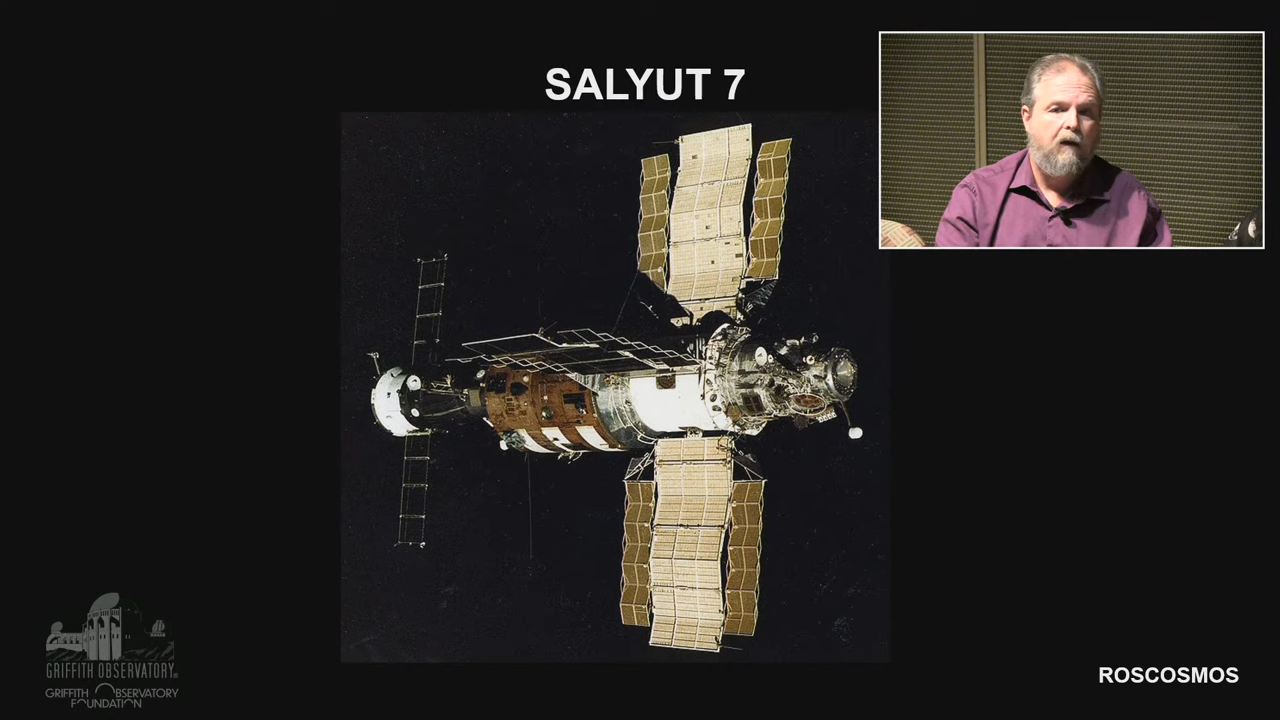 SALYUT 7
GRIFFITH OBSERVATORY
GRIFFITH OBSERVATORY
FOUNDATION
ROSCOSMOS